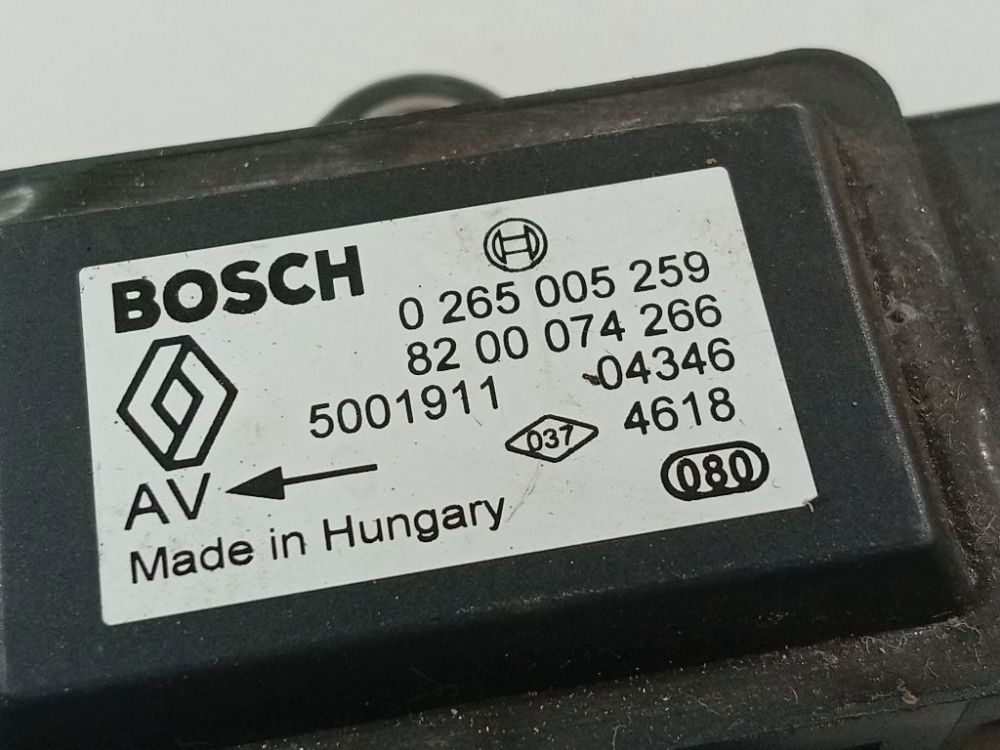 BOSCH
0 265 005 259
82 00 074 266
5001911 04346
037 4618
AV 080
Made in Hungary